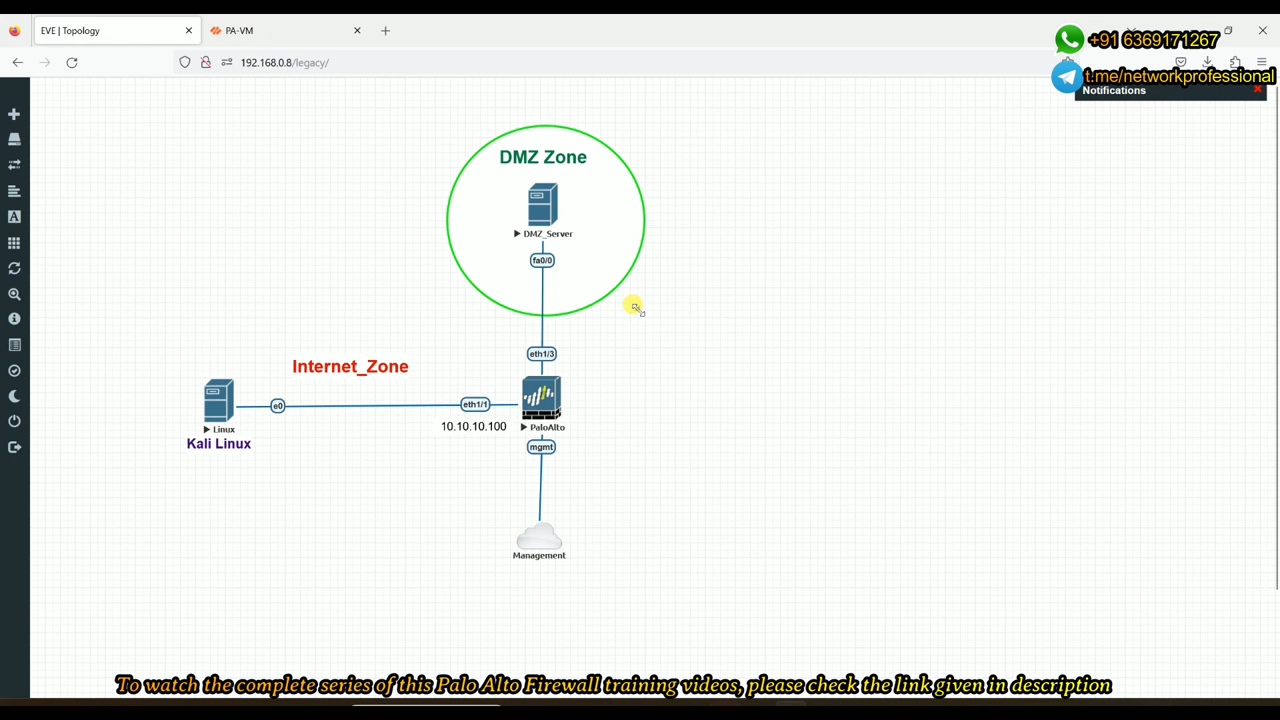 EVE | Topology
PA-VM
192.168.0.8/legacy/
+91 6369171267
t.me/networkprofessional
Notifications
DMZ Zone
DMZ_Server
fa0/0
eth1/3
Internet_Zone
e0
eth1/1
Linux
Kali Linux
10.10.10.100
PaloAlto
mgmt
Management
To watch the complete series of this Palo Alto Firewall training videos, please check the link given in description